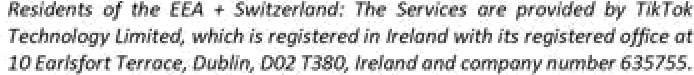 Residents of the EEA + Switzerland: The Services are provided by TikTok
Technology Limited, which is registered in Ireland with its registered office at
10 Earlsfort Terrace, Dublin, D02 T380, Ireland and company number 635755.